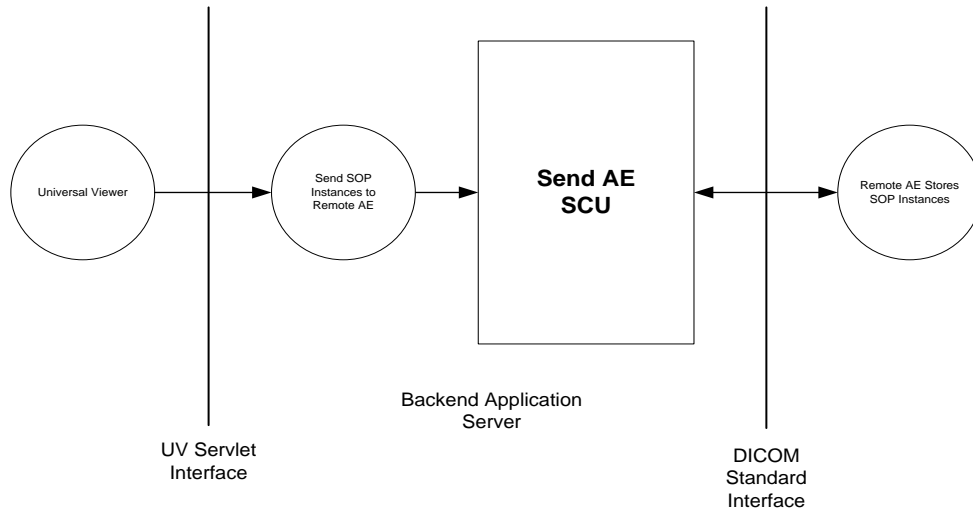 Universal Viewer
Send SOP
Instances to
Remote AE
Send AE
SCU
Remote AE Stores
SOP Instances
Backend Application
Server
UV Servlet
Interface
DICOM
Standard
Interface